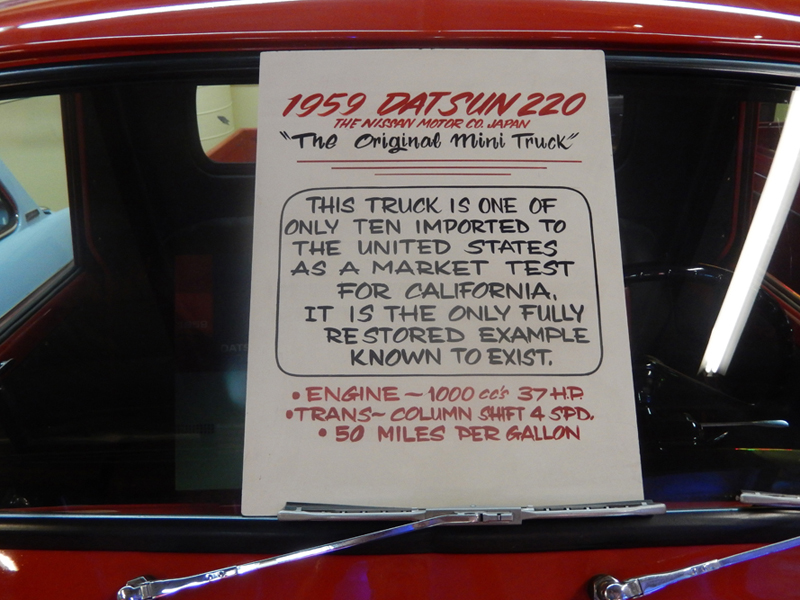 1959 DATSUN 220
THE NISSAN MOTOR CO. JAPAN
"The Original Mini Truck"
THIS TRUCK IS ONE OF
ONLY TEN IMPORTED TO
THE UNITED STATES
AS A MARKET TEST
FOR CALIFORNIA.
IT IS THE ONLY FULLY
RESTORED EXAMPLE
KNOWN TO EXIST.
• ENGINE ~ 1000 cc's 37 H.P.
• TRANS~ COLUMN SHIFT 4 SPD.
• 50 MILES PER GALLON